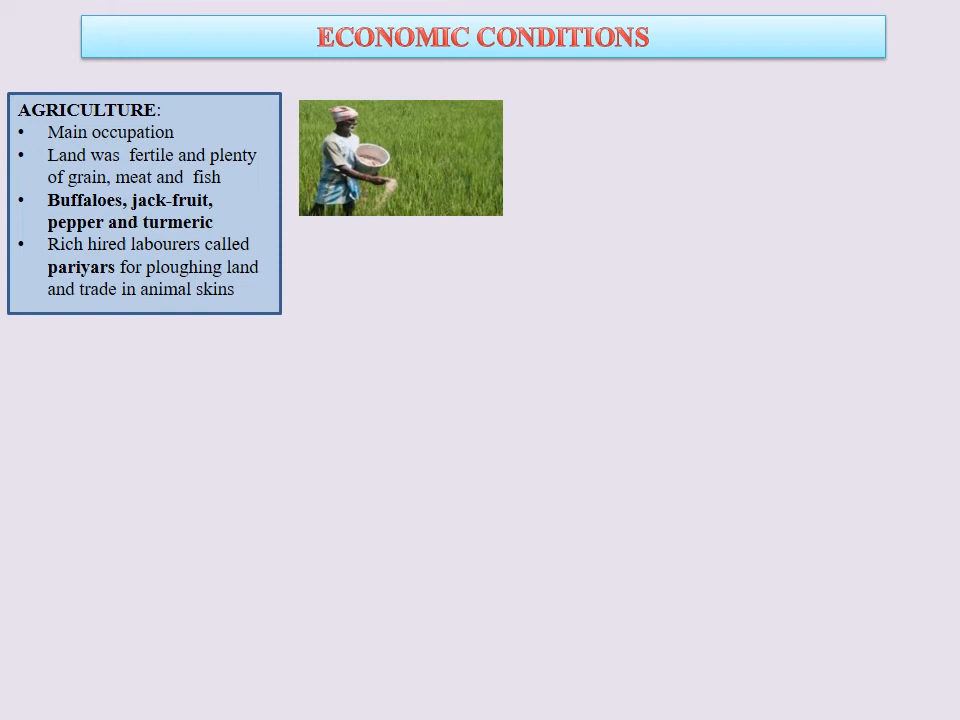 ECONOMIC CONDITIONS
AGRICULTURE:
• Main occupation
• Land was fertile and plenty
of grain, meat and fish
• Buffaloes, jack-fruit,
pepper and turmeric
• Rich hired labourers called
pariyars for ploughing land
and trade in animal skins